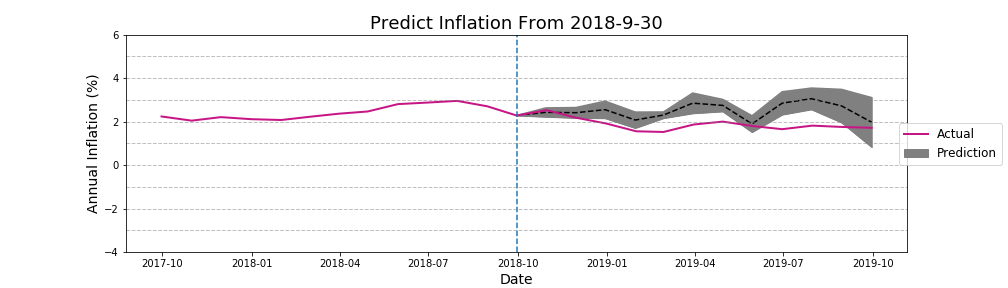 Predict Inflation From 2018-9-30
Annual Inflation (%)
6
4
2
0
−2
−4
2017-10 2018-01 2018-04 2018-07 2018-10 2019-01 2019-04 2019-07 2019-10
Date
Actual
Prediction